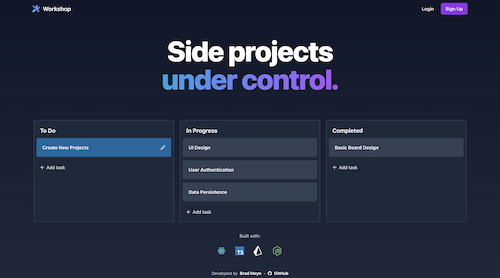 Workshop
Login
Sign Up
Side projects
under control.
To Do
Create New Projects
+ Add task
In Progress
UI Design
User Authentication
Data Persistence
+ Add task
Completed
Basic Board Design
+ Add task
Built with:
TS
Developed by Brad Meyn • GitHub